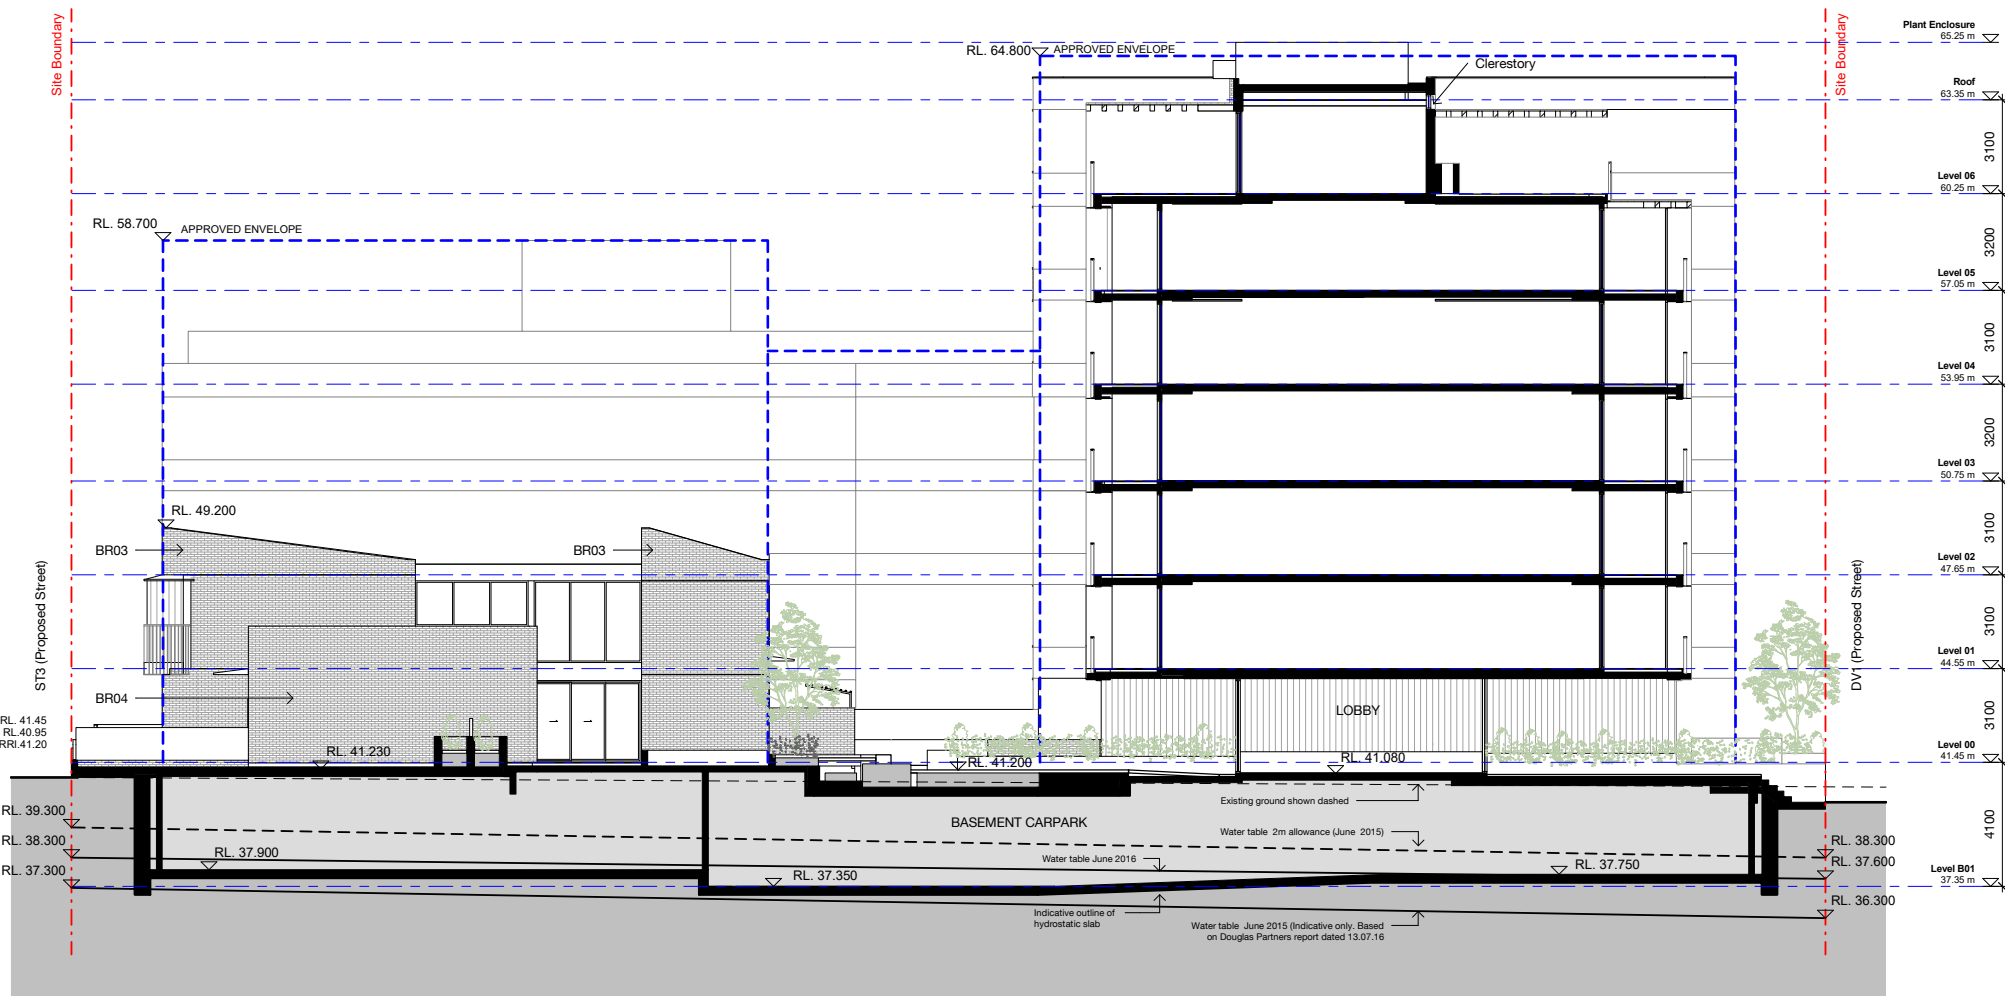 Site Boundary
RL. 64.800
APPROVED ENVELOPE
Clerestory
Site Boundary
Plant Enclosure
65.25 m
Roof
63.35 m
3100
Level 06
60.25 m
RL. 58.700
APPROVED ENVELOPE
3200
Level 05
57.05 m
3100
Level 04
53.95 m
3200
Level 03
50.75 m
RL. 49.200
BR03
BR03
3100
Level 02
47.65 m
ST3 (Proposed Street)
DV1 (Proposed Street)
3100
Level 01
44.55 m
BR04
LOBBY
3100
RL. 41.45
RL.40.95
RRl.41.20
Level 00
41.45 m
RL. 41.230
RL. 41.200
RL. 41.080
Existing ground shown dashed
RL. 39.300
BASEMENT CARPARK
4100
Water table 2m allowance (June 2015)
RL. 38.300
RL. 38.300
RL. 37.900
Water table June 2016
RL. 37.750
RL. 37.600
RL. 37.300
RL. 37.350
Level B01
37.35 m
RL. 36.300
Indicative outline of
hydrostatic slab
Water table June 2015 (Indicative only. Based
on Douglas Partners report dated 13.07.16